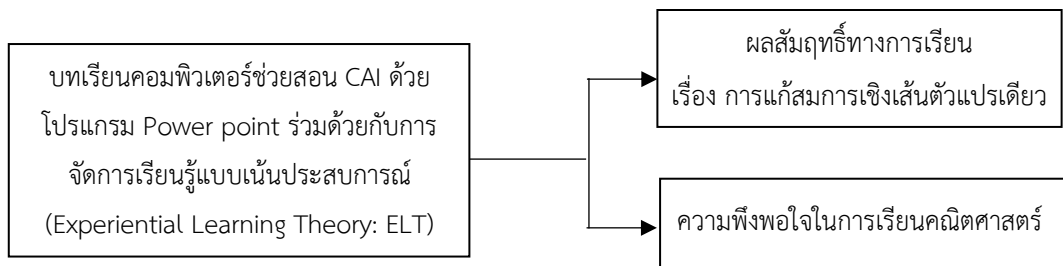 บทเรียนคอมพิวเตอร์ช่วยสอน CAI ด้วย
โปรแกรม Power point ร่วมด้วยกับการ
จัดการเรียนรู้แบบเน้นประสบการณ์
(Experiential Learning Theory: ELT)
ผลสัมฤทธิ์ทางการเรียน
เรื่อง การแก้สมการเชิงเส้นตัวแปรเดียว
ความพึงพอใจในการเรียนคณิตศาสตร์